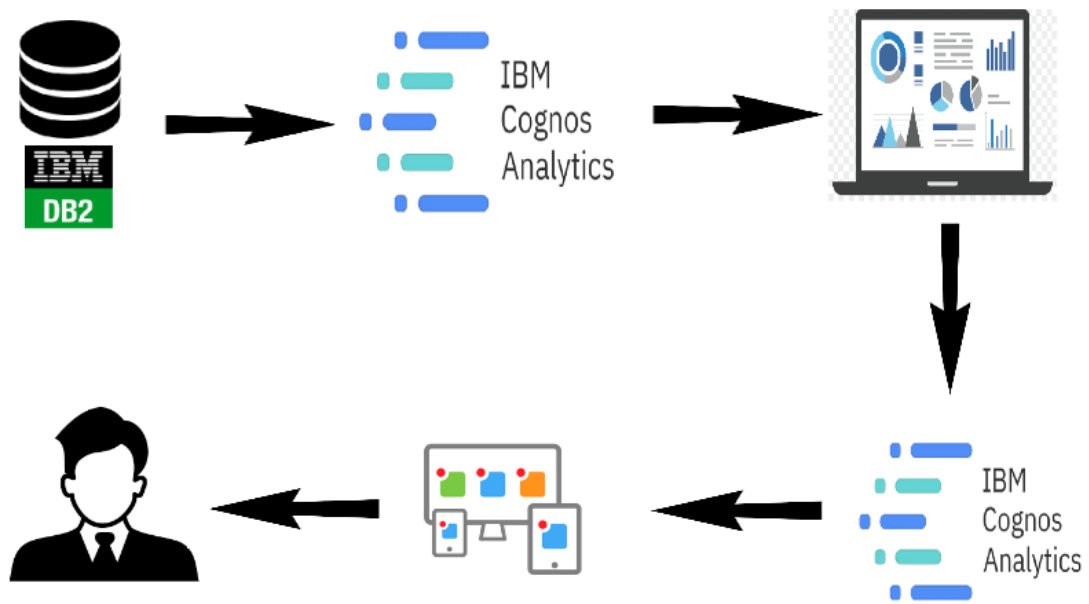 IBM
DB2
IBM
Cognos
Analytics
IBM
Cognos
Analytics